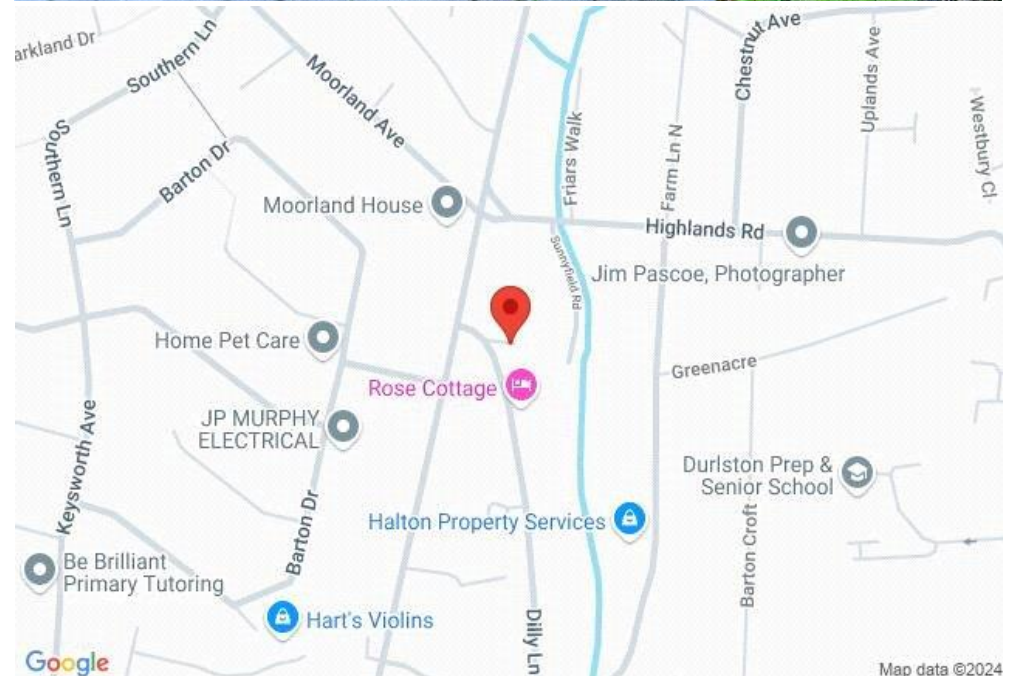 arkland Dr
Southern Ln
Moorland Ave
Chestnut Ave
Uplands Ave
Westbury Cl
Southern Ln
Barton Dr
Friars Walk
Farm Ln N
Moorland House
Highlands Rd
Sunnyfield Rd
Jim Pascoe, Photographer
Home Pet Care
Greenacre
Rose Cottage
JP MURPHY
ELECTRICAL
Keysworth Ave
Durlston Prep &
Senior School
Halton Property Services
Barton Dr
Barton Croft
Be Brilliant
Primary Tutoring
Hart's Violins
Dilly Ln
Google
Map data ©2024